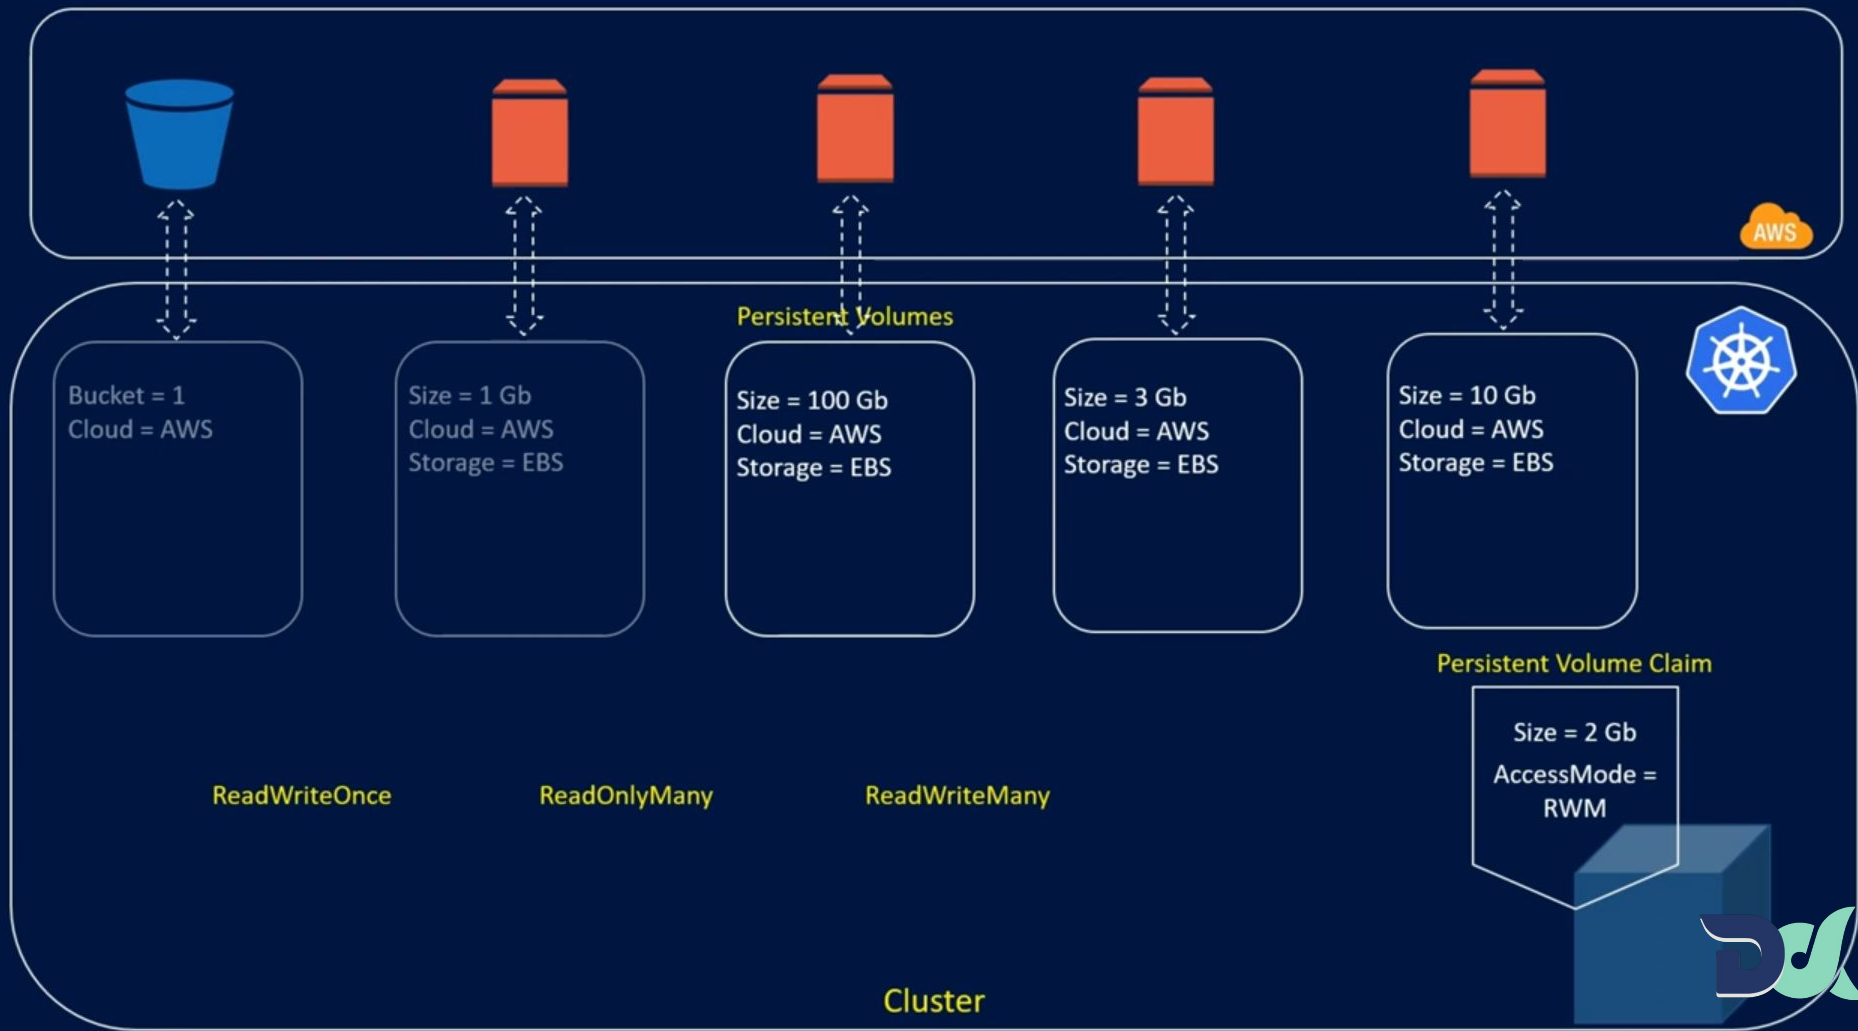 AWS
Persistent Volumes
Bucket = 1
Cloud = AWS
Size = 1 Gb
Cloud = AWS
Storage = EBS
Size = 100 Gb
Cloud = AWS
Storage = EBS
Size = 3 Gb
Cloud = AWS
Storage = EBS
Size = 10 Gb
Cloud = AWS
Storage = EBS
Persistent Volume Claim
Size = 2 Gb
AccessMode =
RWM
ReadWriteOnce
ReadOnlyMany
ReadWriteMany
Cluster